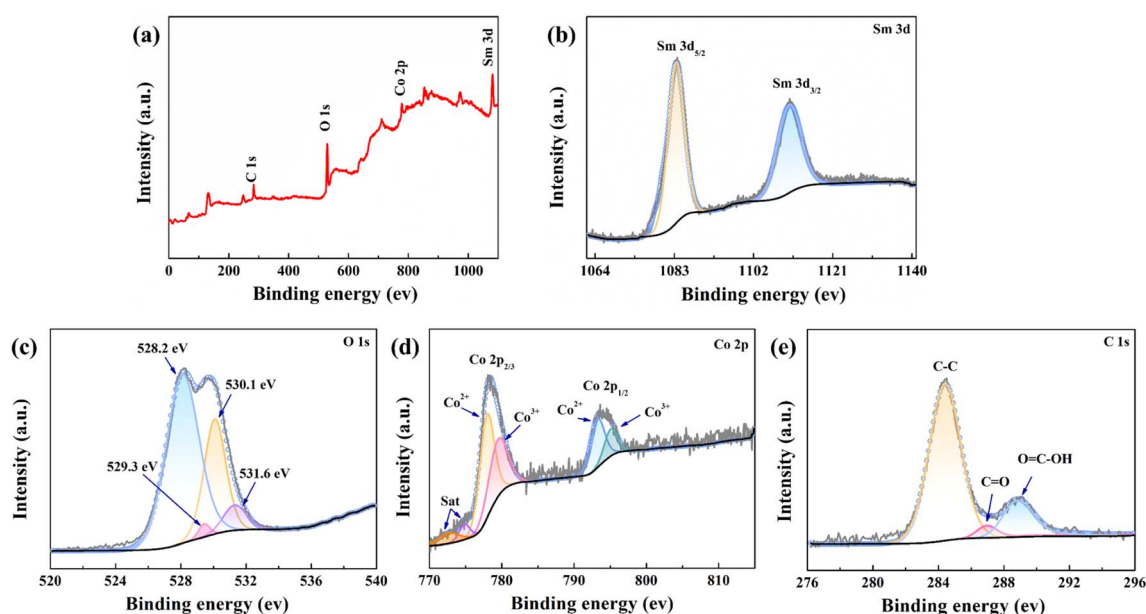 (a)
Intensity (a.u.)
C 1s
O 1s
Co 2p
Sm 3d
0 200 400 600 800 1000
Binding energy (ev)
(b)
Sm 3d
Intensity (a.u.)
Sm 3d5/2
Sm 3d3/2
1064 1083 1102 1121 1140
Binding energy (ev)
(c)
O 1s
Intensity (a.u.)
528.2 eV
530.1 eV
529.3 eV
531.6 eV
520 524 528 532 536 540
Binding energy (ev)
(d)
Co 2p
Intensity (a.u.)
Co 2p2/3
Co2+
Co3+
Sat
Co 2p1/2
Co2+
Co3+
770 780 790 800 810
Binding energy (ev)
(e)
C 1s
Intensity (a.u.)
C-C
C=O
O=C-OH
276 280 284 288 292 296
Binding energy (ev)